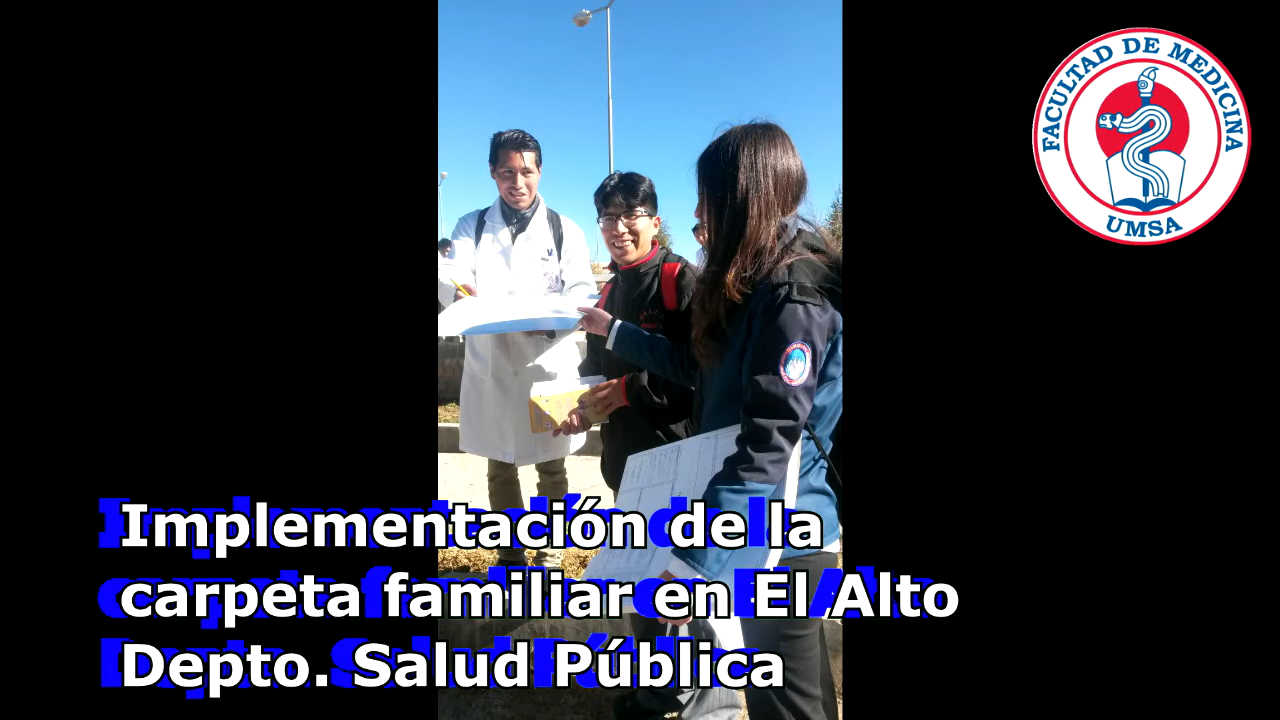 FACULTAD DE MEDICINA
UMSA
Implementación de la
carpeta familiar en El Alto
Depto. Salud Pública